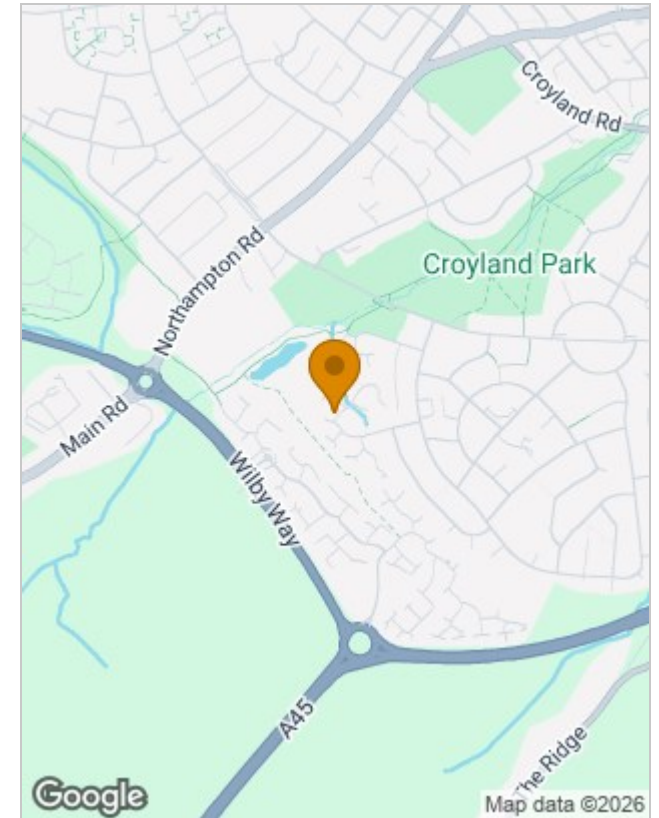 Croyland Rd
Northampton Rd
Croyland Park
Main Rd
Wilby Way
A45
The Ridge
Google
Map data ©2026